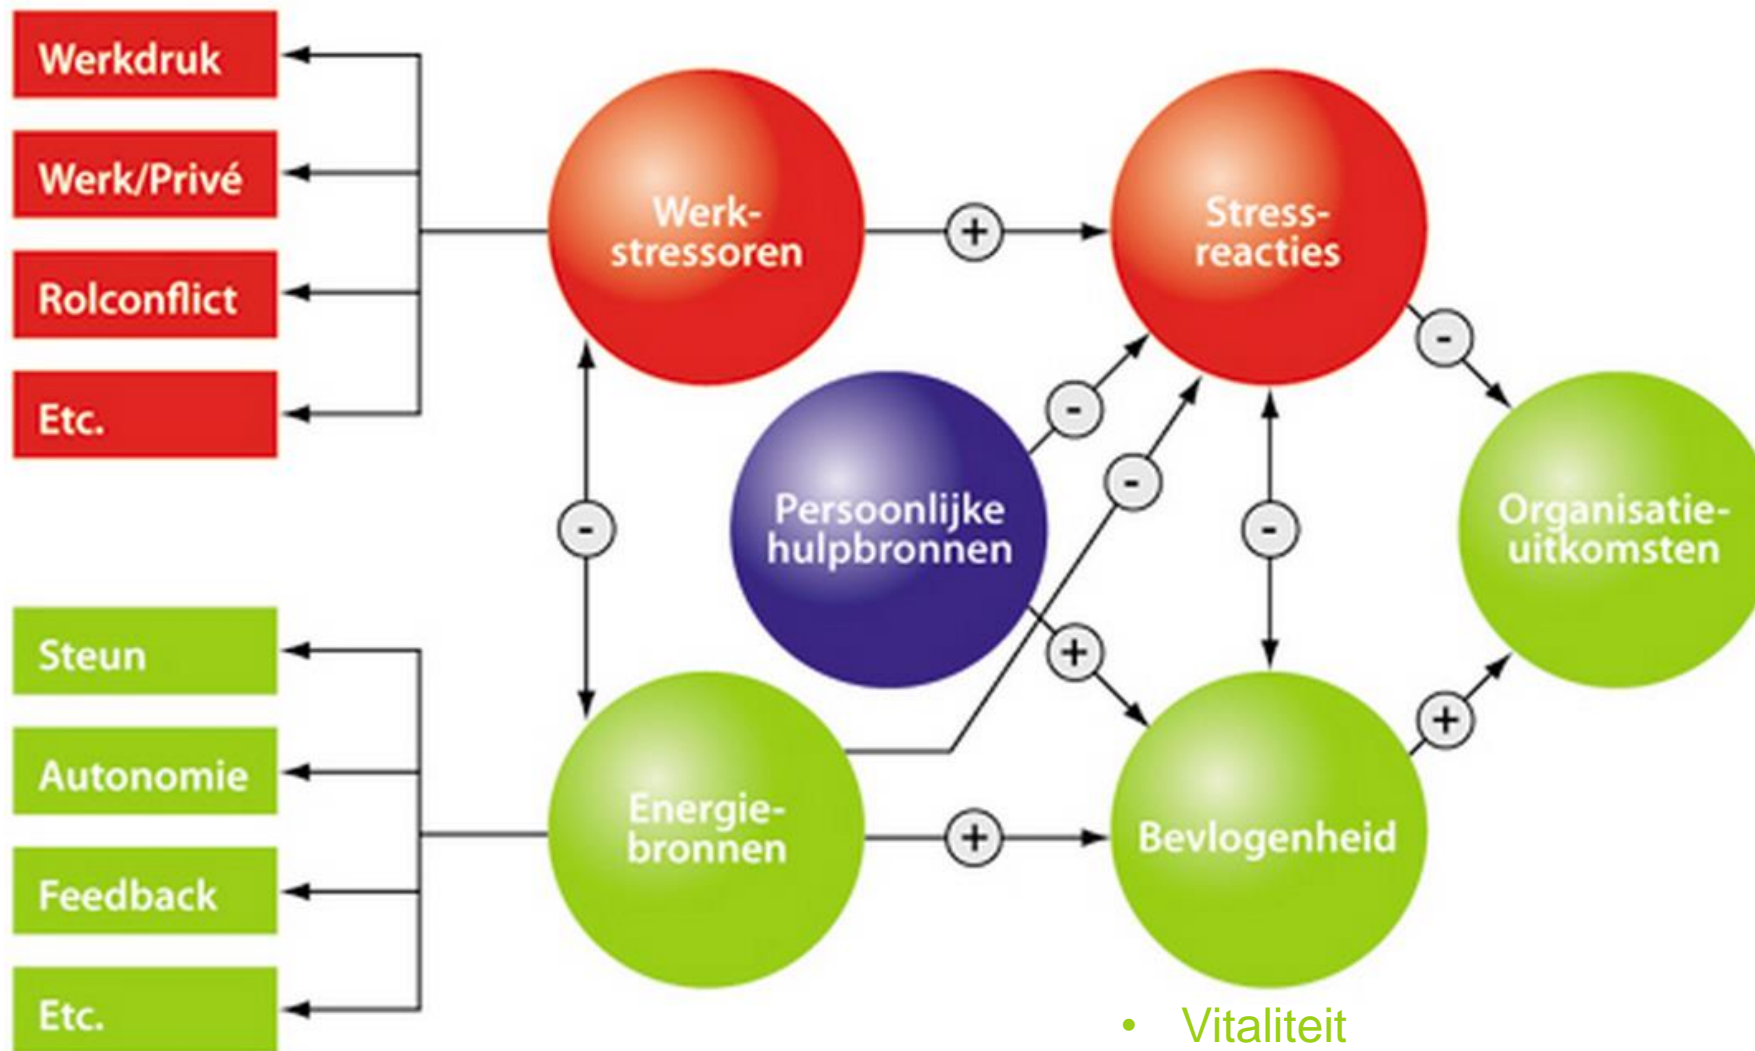 Werkdruk
Werk/Privé
Rolconflict
Etc.
Werk-
stressoren
+
Stress-
reacties
-
-
-
-
-
Persoonlijke
hulpbronnen
Organisatie-
uitkomsten
+
+
Steun
Autonomie
Feedback
Etc.
Energie-
bronnen
+
Bevlogenheid
• Vitaliteit